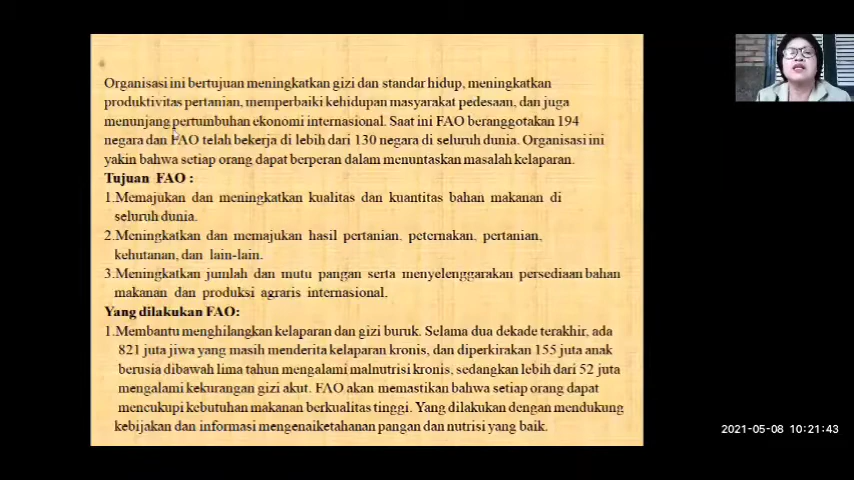 Organisasi ini bertujuan meningkatkan gizi dan standar hidup, meningkatkan
produktivitas pertanian, memperbaiki kehidupan masyarakat pedesaan, dan juga
menunjang pertumbuhan ekonomi internasional. Saat ini FAO beranggotakan 194
negara dan FAO telah bekerja di lebih dari 130 negara di seluruh dunia. Organisasi ini
yakin bahwa setiap orang dapat berperan dalam menuntaskan masalah kelaparan.
Tujuan FAO :
1.Memajukan dan meningkatkan kualitas dan kuantitas bahan makanan di
seluruh dunia.
2.Meningkatkan dan memajukan hasil pertanian, peternakan, pertanian,
kehutanan, dan lain-lain.
3.Meningkatkan jumlah dan mutu pangan serta menyelenggarakan persediaan bahan
makanan dan produksi agraris internasional.
Yang dilakukan FAO:
1.Membantu menghilangkan kelaparan dan gizi buruk. Selama dua dekade terakhir, ada
821 juta jiwa yang masih menderita kelaparan kronis, dan diperkirakan 155 juta anak
berusia dibawah lima tahun mengalami malnutrisi kronis, sedangkan lebih dari 52 juta
mengalami kekurangan gizi akut. FAO akan memastikan bahwa setiap orang dapat
mencukupi kebutuhan makanan berkualitas tinggi. Yang dilakukan dengan mendukung
kebijakan dan informasi mengenaiketahanan pangan dan nutrisi yang baik.
2021-05-08 10:21:43